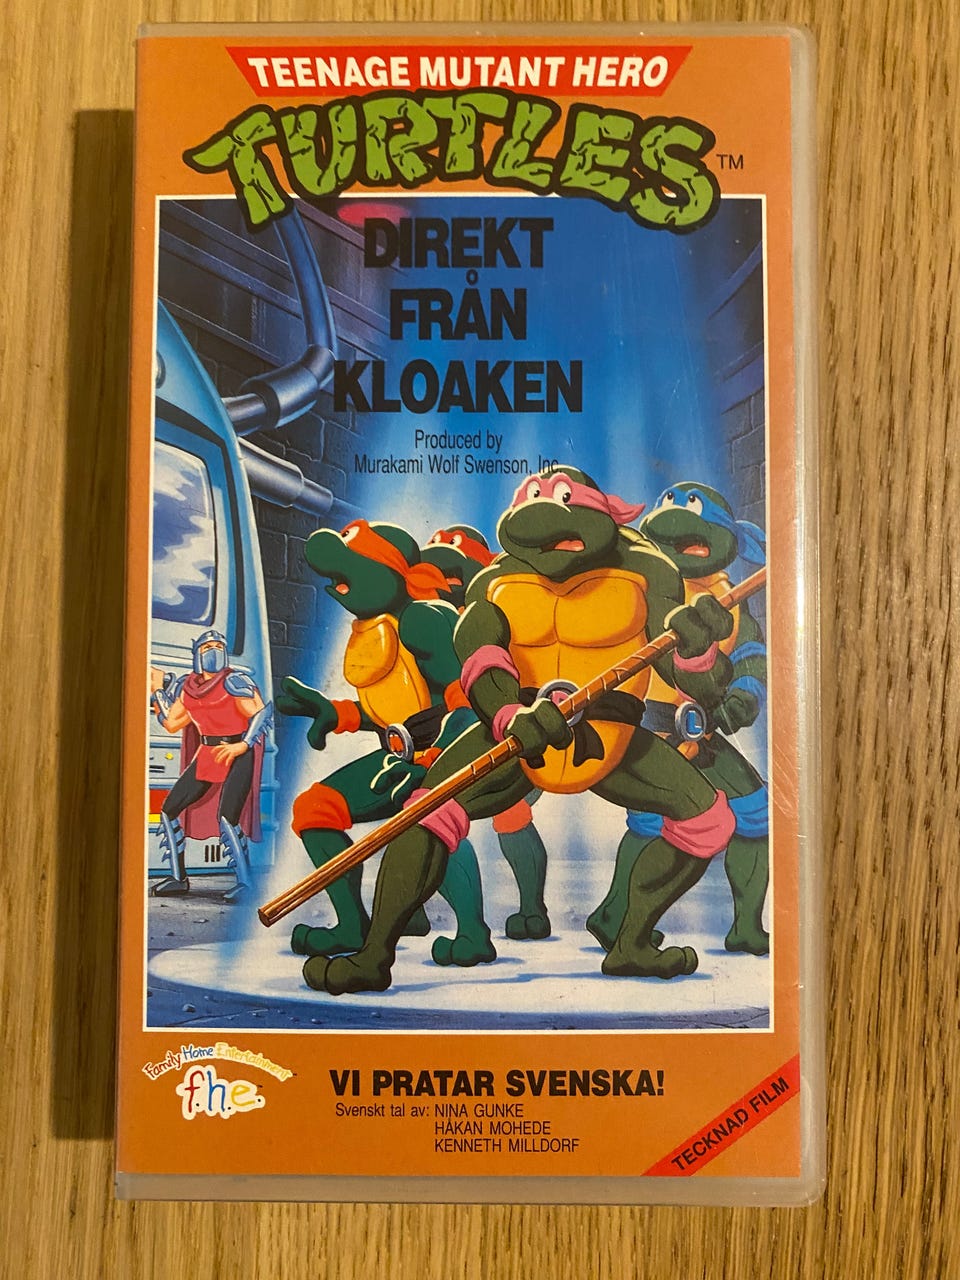 TEENAGE MUTANT HERO
TURTLES™
DIREKT
FRÅN
KLOAKEN
Produced by
Murakami Wolf Swenson, Inc.
L
Family Home Entertainment
f.h.e.™
VI PRATAR SVENSKA!
Svenskt tal av: NINA GUNKE
HÅKAN MOHEDE
KENNETH MILLDORF
TECKNAD FILM